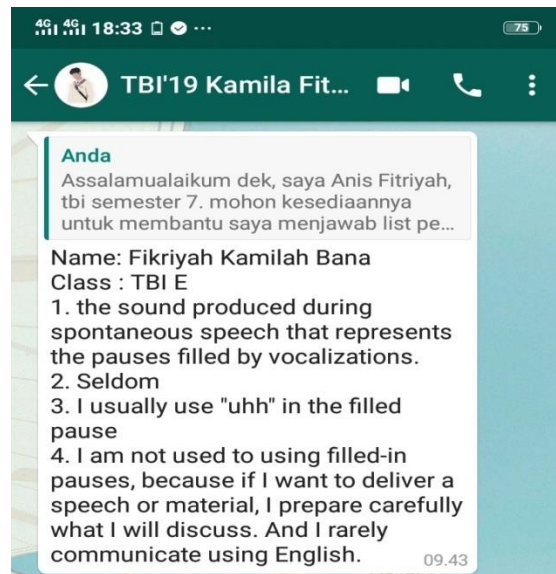 4G 4G 18:33 ... 75
TBI'19 Kamila Fit...
Anda
Assalamualaikum dek, saya Anis Fitriyah,
tbi semester 7. mohon kesediaannya
untuk membantu saya menjawab list pe...
Name: Fikriyah Kamilah Bana
Class : TBI E
1. the sound produced during
spontaneous speech that represents
the pauses filled by vocalizations.
2. Seldom
3. I usually use "uhh" in the filled
pause
4. I am not used to using filled-in
pauses, because if I want to deliver a
speech or material, I prepare carefully
what I will discuss. And I rarely
communicate using English.
09.43